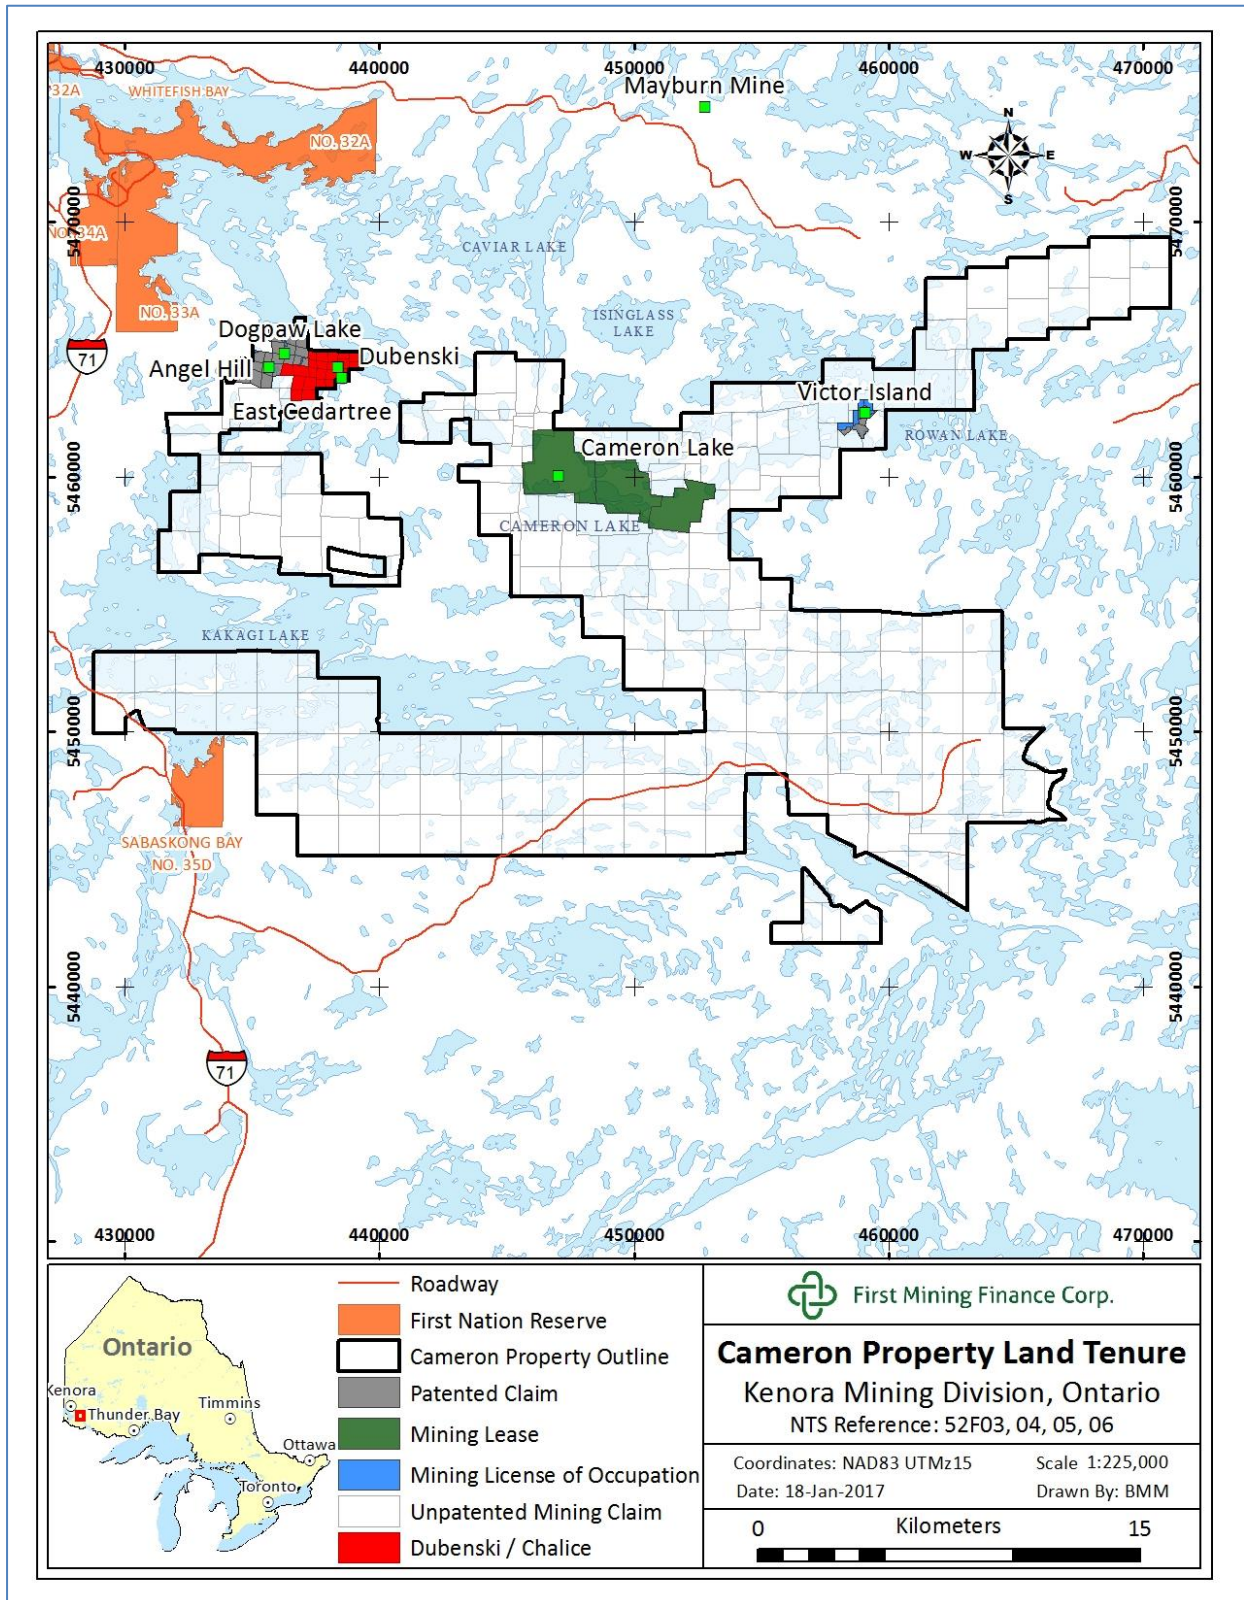 430000
440000
450000
460000
470000
32A
WHITEFISH BAY
Mayburn Mine
NO. 32A
N
W
E
S
5470000
5470000
NO. 34A
CAVIAR LAKE
NO. 33A
ISINGLASS
LAKE
Dogpaw Lake
71
Angel Hill
Dubenski
East Cedartree
Victor Island
ROWAN LAKE
Cameron Lake
5460000
5460000
CAMERON LAKE
KAKAGI LAKE
5450000
5450000
SABASKONG BAY
NO. 35D
5440000
5440000
71
430000
440000
450000
460000
470000
Ontario
Kenora
Thunder Bay
Timmins
Ottawa
Toronto
Roadway
First Nation Reserve
Cameron Property Outline
Patented Claim
Mining Lease
Mining License of Occupation
Unpatented Mining Claim
Dubenski / Chalice
First Mining Finance Corp.
Cameron Property Land Tenure
Kenora Mining Division, Ontario
NTS Reference: 52F03, 04, 05, 06
Coordinates: NAD83 UTMz15
Scale 1:225,000
Date: 18-Jan-2017
Drawn By: BMM
0
Kilometers
15